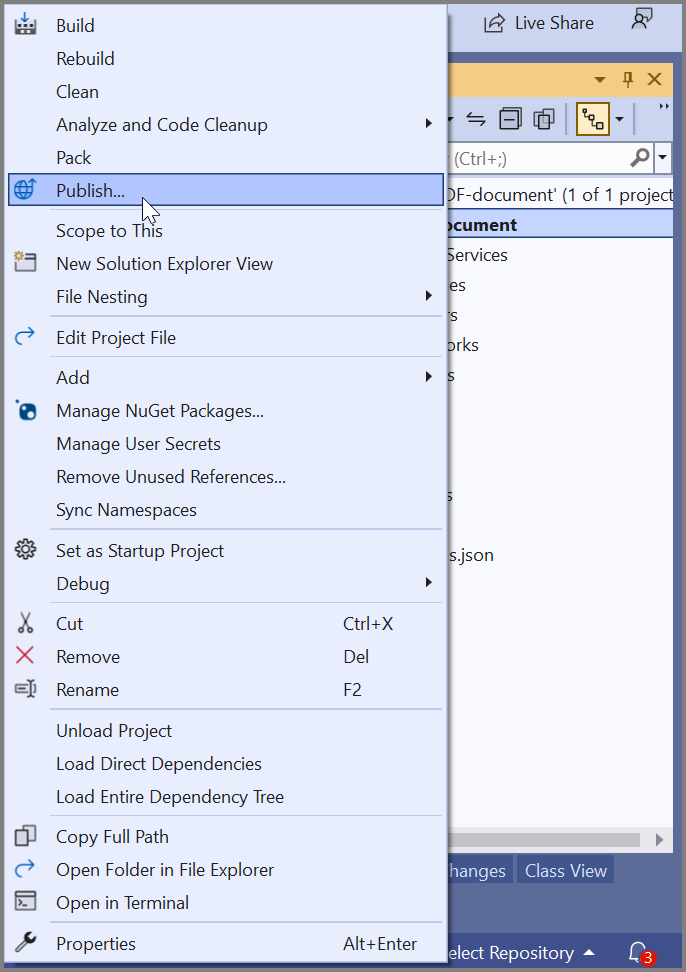 Build
Rebuild
Clean
Analyze and Code Cleanup
Pack
Publish...
Scope to This
New Solution Explorer View
File Nesting
Edit Project File
Add
Manage NuGet Packages...
Manage User Secrets
Remove Unused References...
Sync Namespaces
Set as Startup Project
Debug
Cut Ctrl+X
Remove Del
Rename F2
Unload Project
Load Direct Dependencies
Load Entire Dependency Tree
Copy Full Path
Open Folder in File Explorer
Open in Terminal
Properties Alt+Enter
Live Share
(Ctrl+;)
DF-document' (1 of 1 project
ocument
Services
es
rs
orks
s
s
s.json
hanges Class View
elect Repository 3